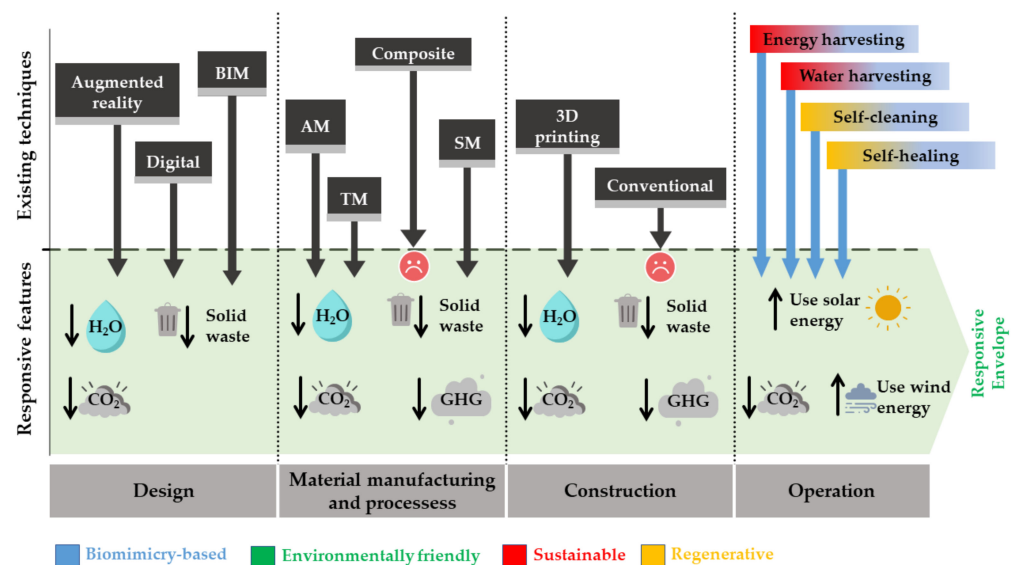 Existing techniques
Responsive features
Augmented
reality
Digital
BIM
AM
TM
Composite
SM
3D
printing
Conventional
Energy harvesting
Water harvesting
Self-cleaning
Self-healing
H₂O
Solid
waste
CO₂
H₂O
Solid
waste
CO₂
GHG
H₂O
Solid
waste
CO₂
GHG
Use solar
energy
CO₂
Use wind
energy
Responsive
Envelope
Design
Material manufacturing
and processess
Construction
Operation
Biomimicry-based
Environmentally friendly
Sustainable
Regenerative